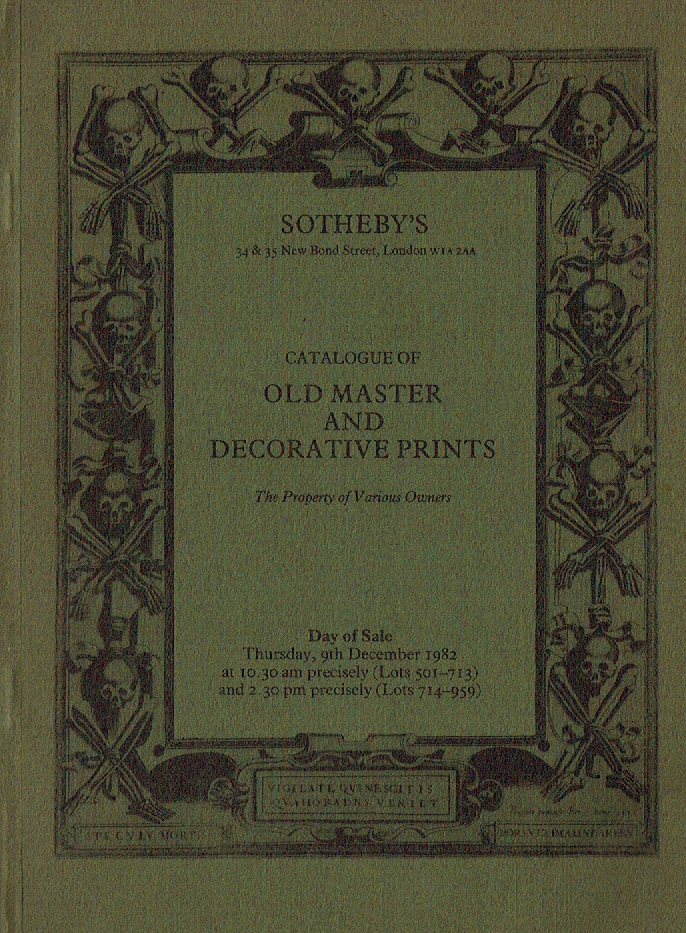 SOTHEBY'S
34 & 35 New Bond Street, London W1A 2AA
CATALOGUE OF
OLD MASTER
AND
DECORATIVE PRINTS
The Property of Various Owners
Day of Sale
Thursday, 9th December 1982
at 10.30 am precisely (Lots 501–713)
and 2.30 pm precisely (Lots 714–959)
VIGILATE QVI NESCITIS
QVA HORA DNS VENIET